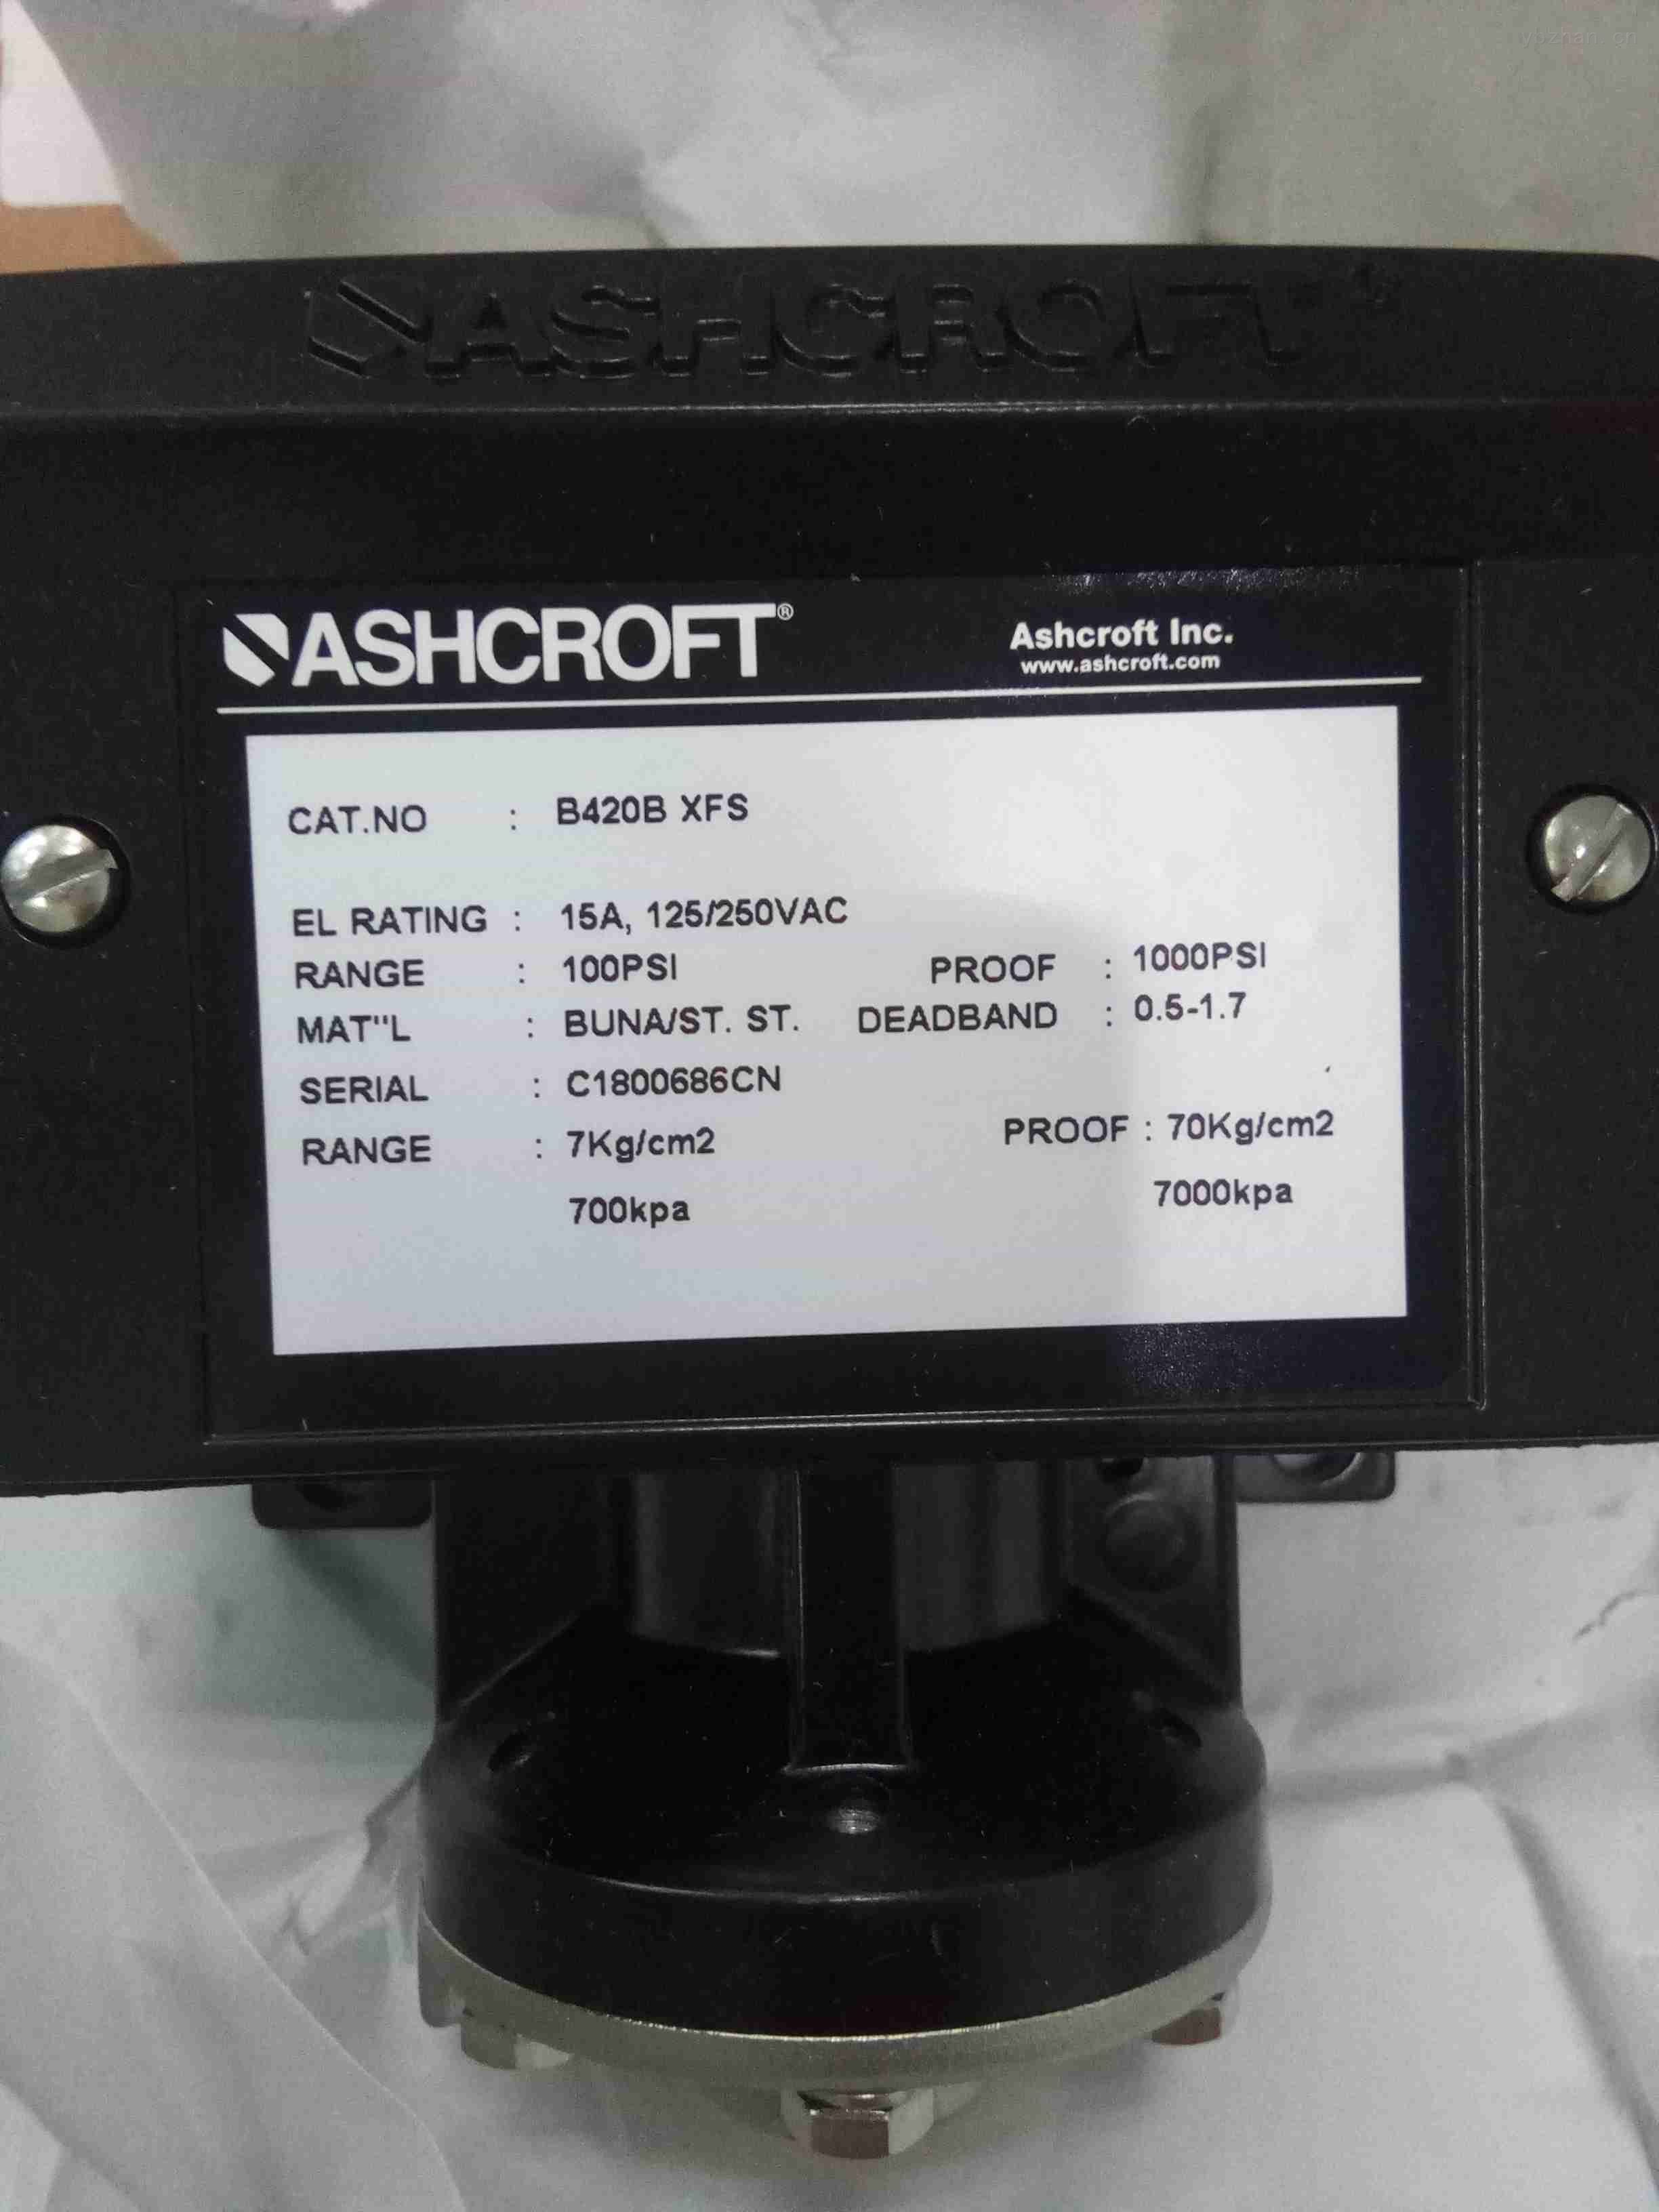 ybzhan.cn
ASHCROFT
ASHCROFT® Ashcroft Inc.
www.ashcroft.com
CAT.NO : B420B XFS
EL RATING : 15A, 125/250VAC
RANGE : 100PSI PROOF : 1000PSI
MAT"L : BUNA/ST. ST. DEADBAND : 0.5-1.7
SERIAL : C1800686CN
RANGE : 7Kg/cm2 PROOF : 70Kg/cm2
700kpa 7000kpa